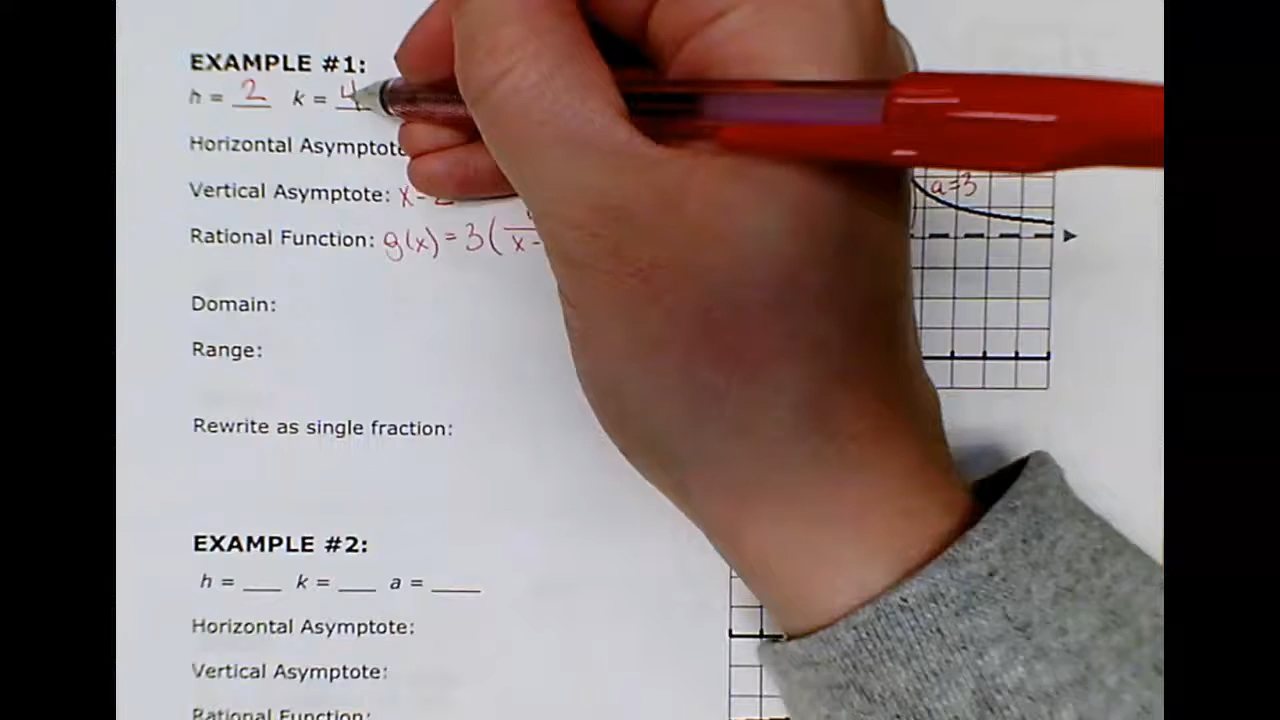 EXAMPLE #1:
h = 2 k = 4
Horizontal Asymptote
Vertical Asymptote: x = 2
a=3
Rational Function: g(x) = 3(
x-
Domain:
Range:
Rewrite as single fraction:
EXAMPLE #2:
h = ___ k = ___ a = ___
Horizontal Asymptote:
Vertical Asymptote:
Rational Function: